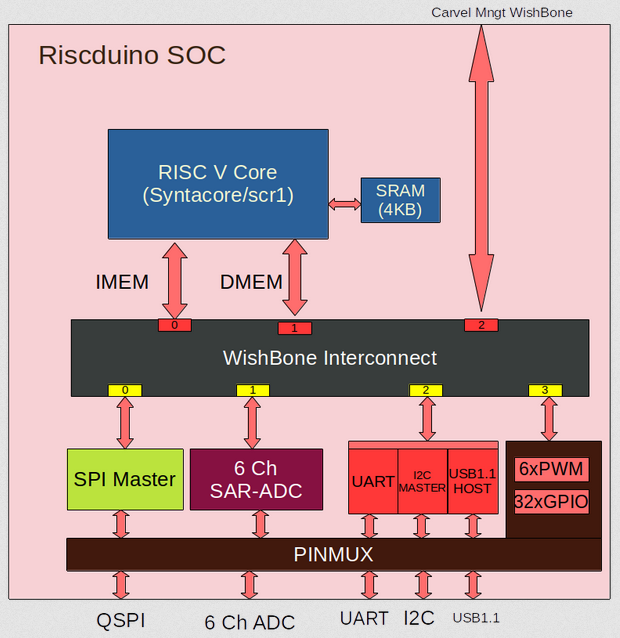 Carvel Mngt WishBone
Riscduino SOC
RISC V Core
(Syntacore/scr1)
SRAM
(4KB)
IMEM
DMEM
0
1
2
WishBone Interconnect
0
1
2
3
SPI Master
6 Ch
SAR-ADC
UART
I2C
MASTER
USB1.1
HOST
6xPWM
32xGPIO
PINMUX
QSPI
6 Ch ADC
UART
I2C
USB1.1